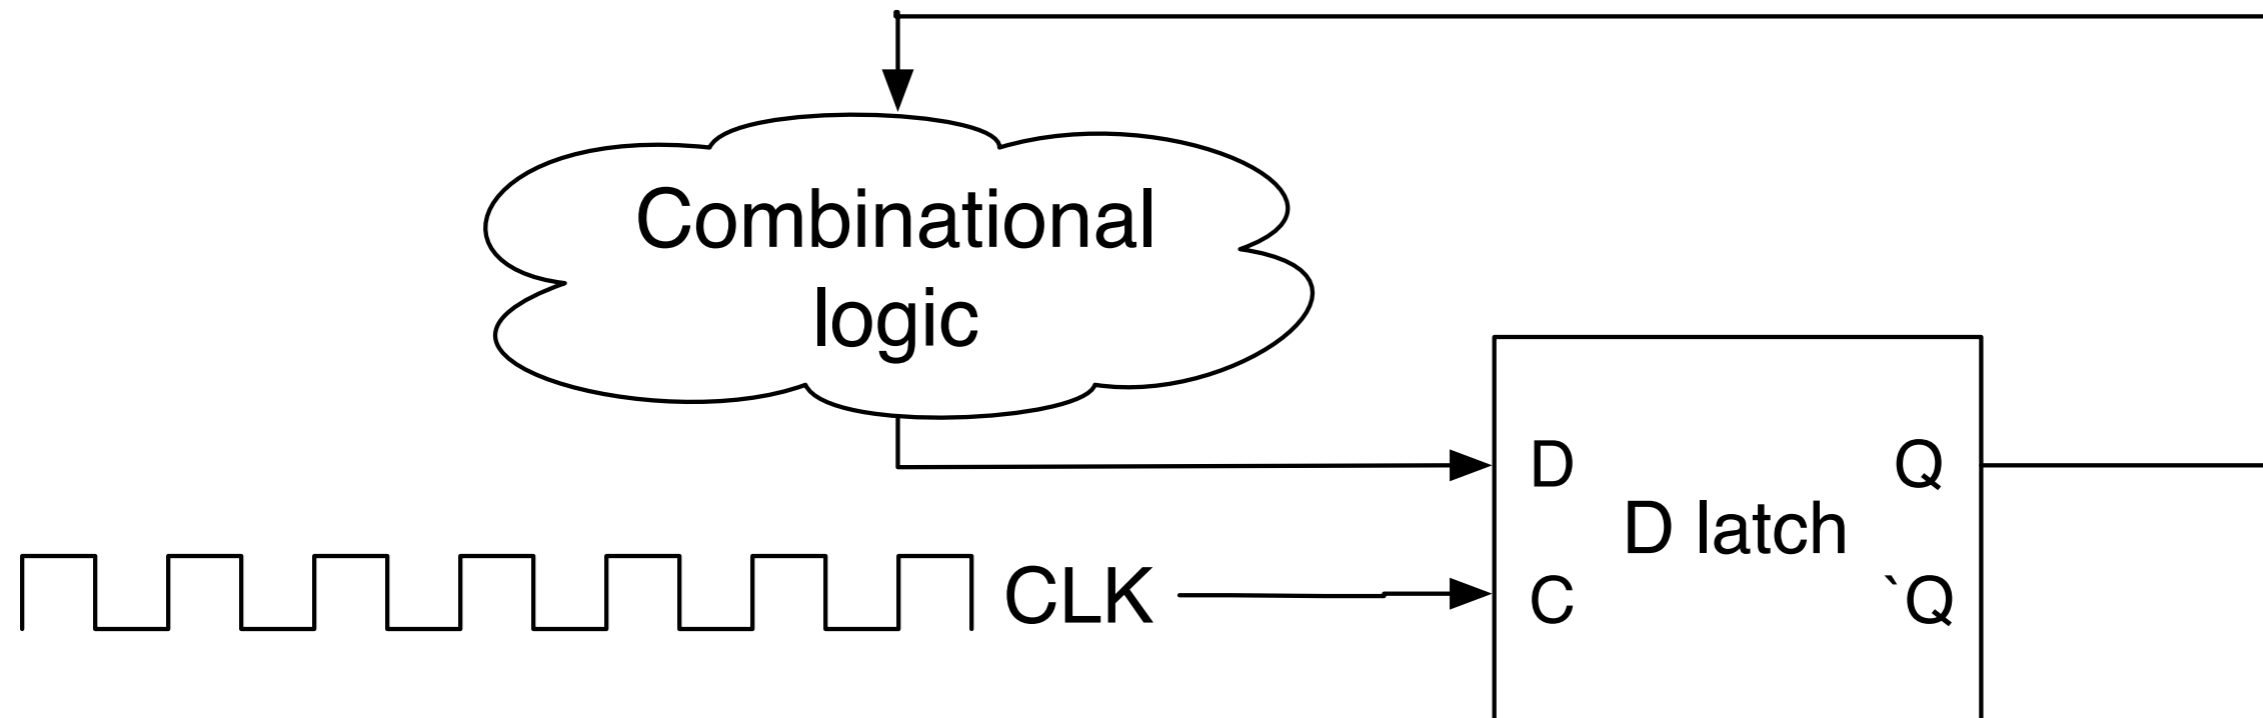 Combinational
logic
D
Q
D latch
CLK
C
`Q